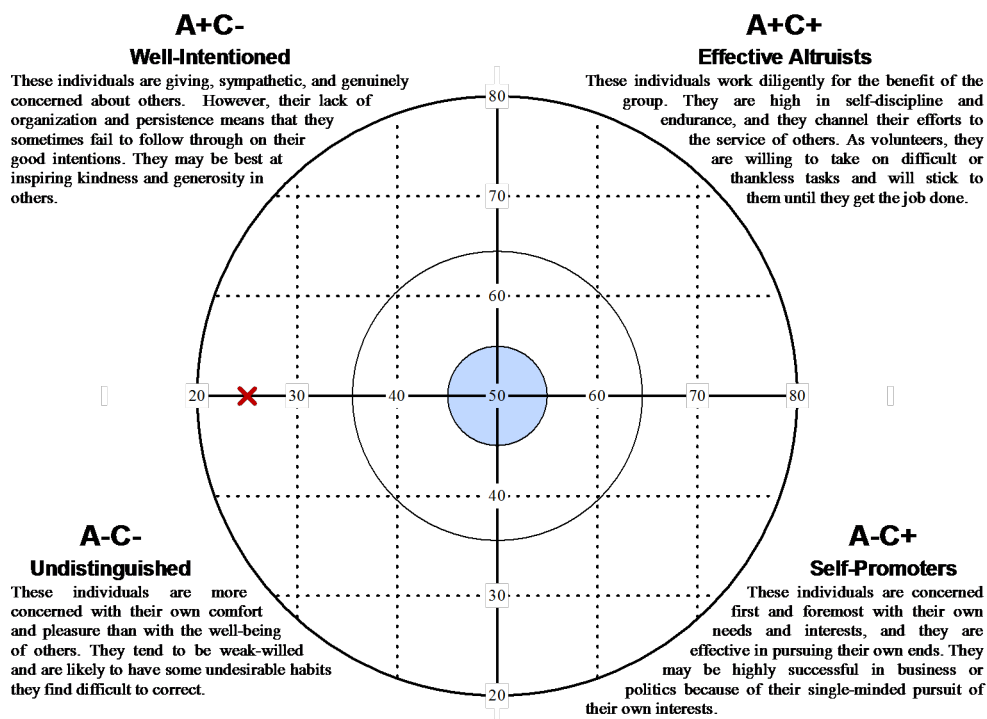 A+C-
Well-Intentioned
These individuals are giving, sympathetic, and genuinely
concerned about others. However, their lack of
organization and persistence means that they
sometimes fail to follow through on their
good intentions. They may be best at
inspiring kindness and generosity in
others.
A+C+
Effective Altruists
These individuals work diligently for the benefit of the
group. They are high in self-discipline and
endurance, and they channel their efforts to
the service of others. As volunteers, they
are willing to take on difficult or
thankless tasks and will stick to
them until they get the job done.
80
70
60
20 30 40 50 60 70 80
40
30
20
A-C-
Undistinguished
These individuals are more
concerned with their own comfort
and pleasure than with the well-being
of others. They tend to be weak-willed
and are likely to have some undesirable habits
they find difficult to correct.
A-C+
Self-Promoters
These individuals are concerned
first and foremost with their own
needs and interests, and they are
effective in pursuing their own ends. They
may be highly successful in business or
politics because of their single-minded pursuit of
their own interests.